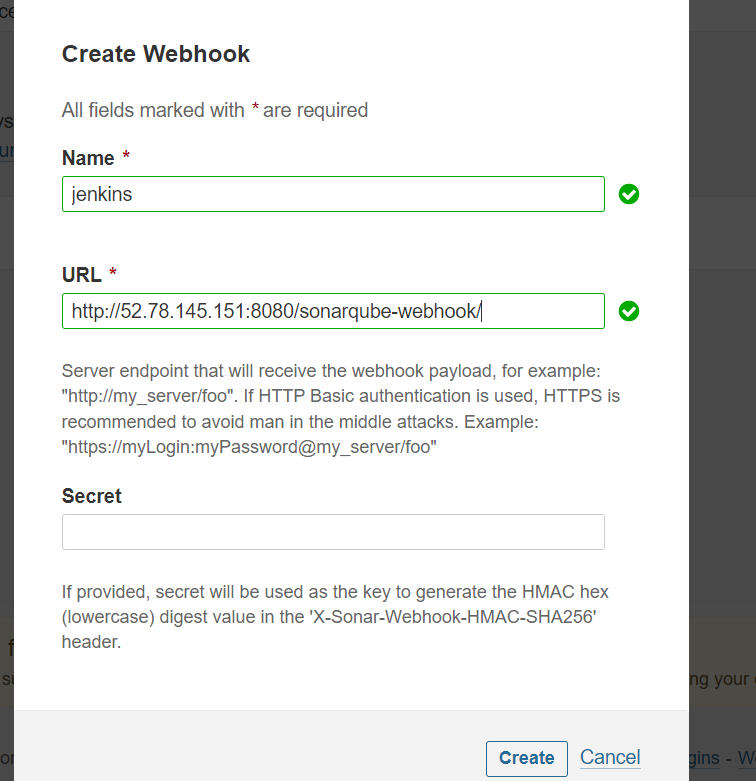 Create Webhook
All fields marked with * are required
Name *
jenkins
URL *
http://52.78.145.151:8080/sonarqube-webhook/
Server endpoint that will receive the webhook payload, for example:
"http://my_server/foo". If HTTP Basic authentication is used, HTTPS is
recommended to avoid man in the middle attacks. Example:
"https://myLogin:myPassword@my_server/foo"
Secret
If provided, secret will be used as the key to generate the HMAC hex
(lowercase) digest value in the 'X-Sonar-Webhook-HMAC-SHA256'
header.
ng your
Create Cancel
gins - W